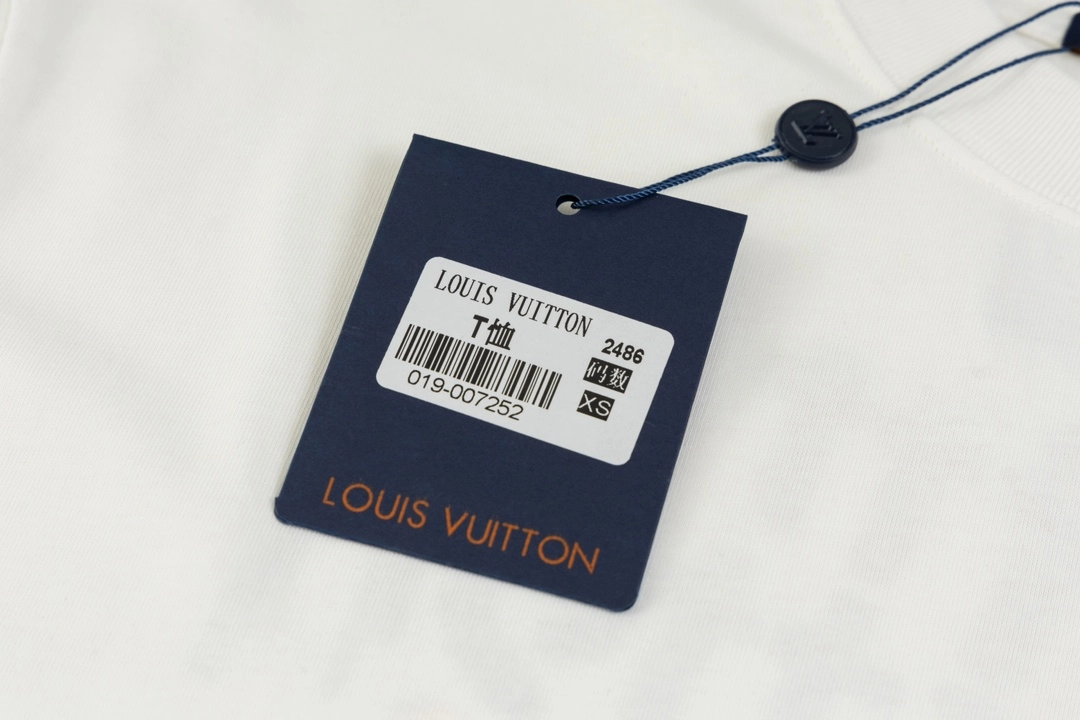 LOUIS VUITTON
T恤
2486
码数
019-007252
XS
LOUIS VUITTON